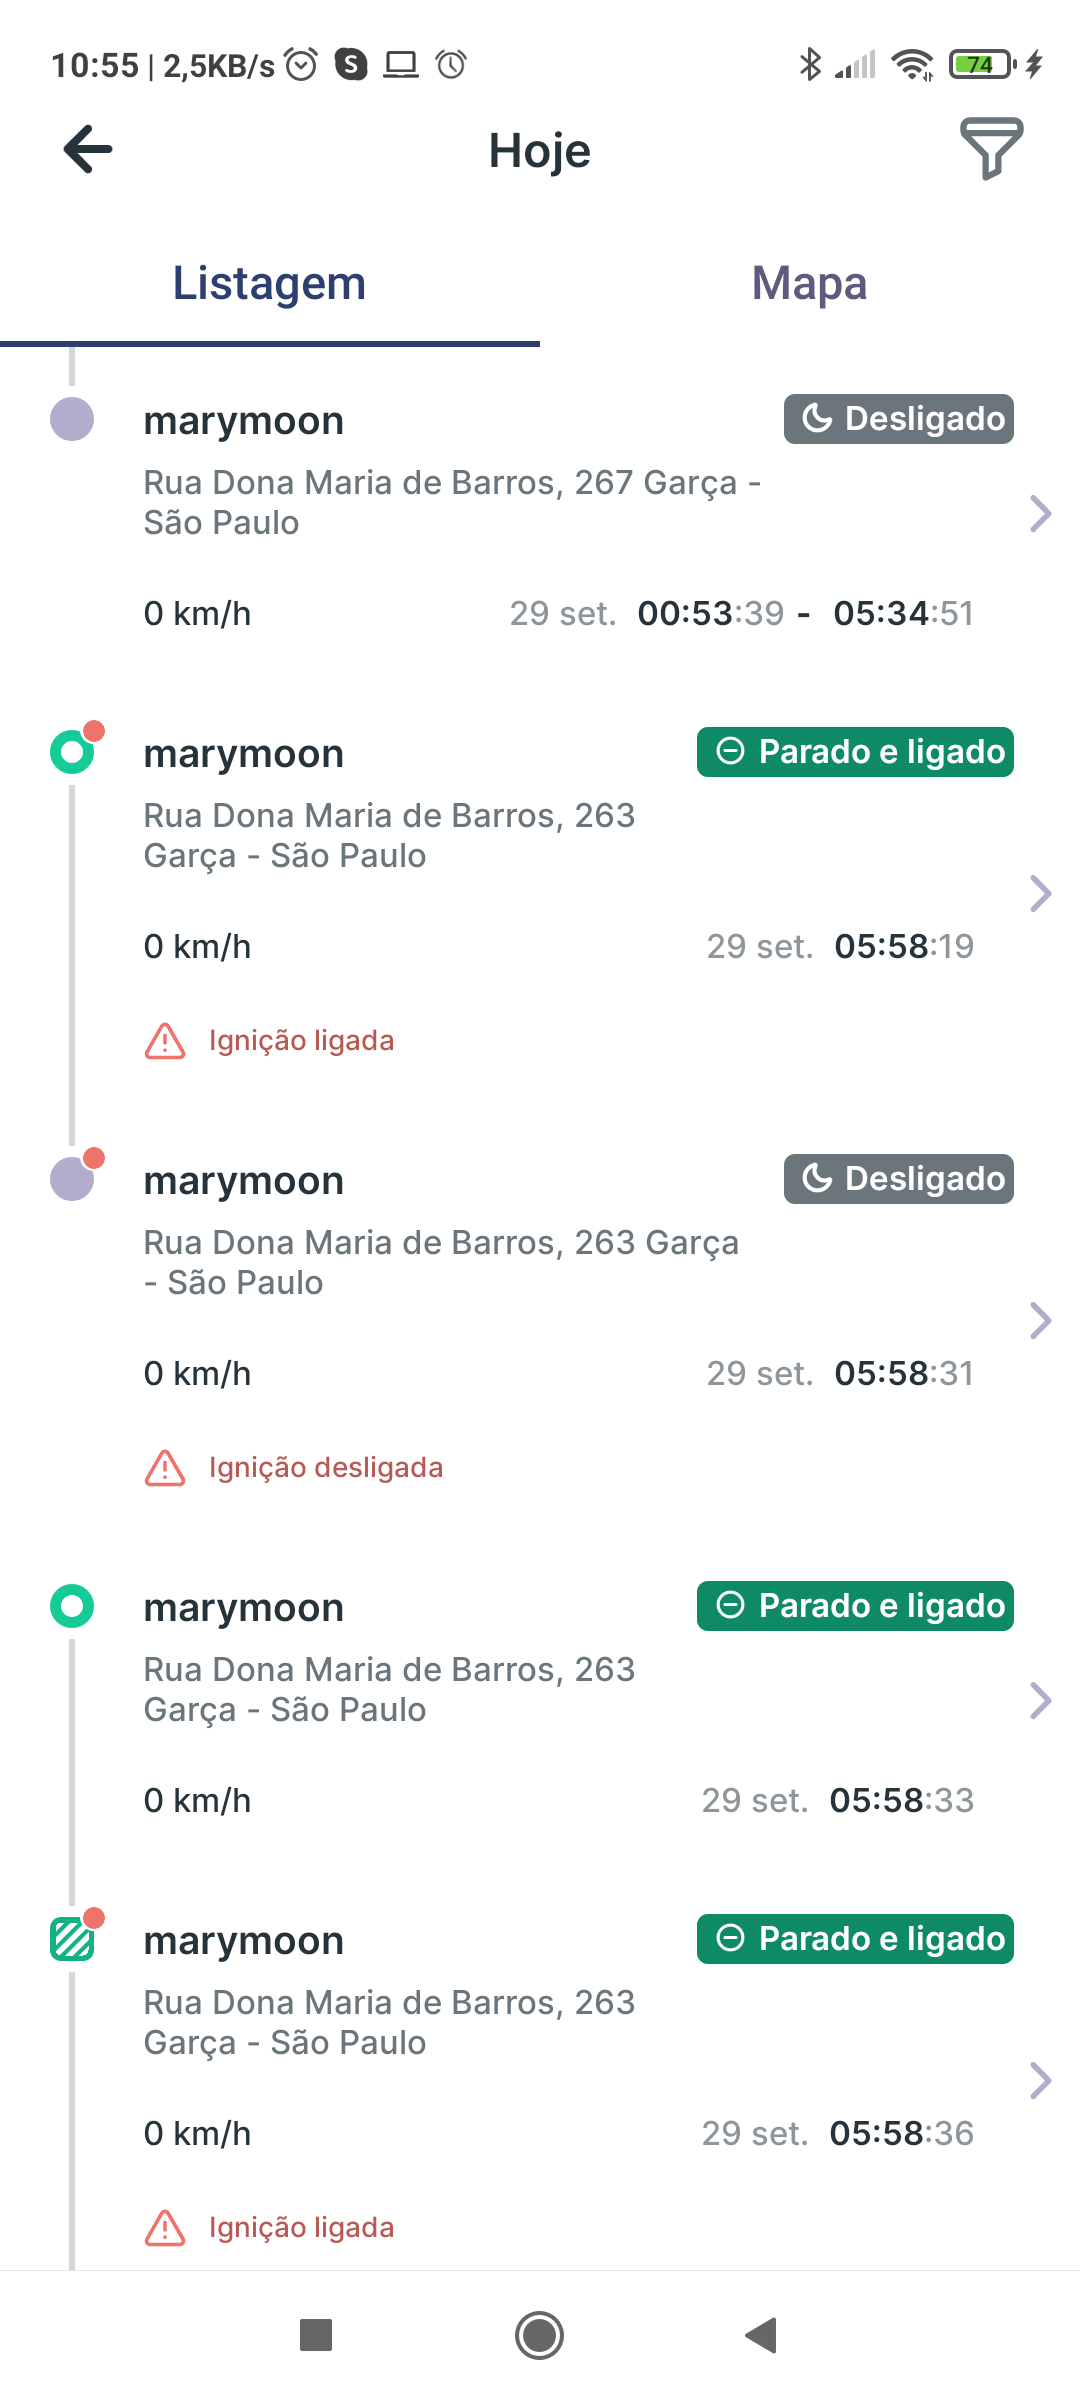 10:55 | 2,5KB/s
74
Hoje
Listagem
Mapa
marymoon
Desligado
Rua Dona Maria de Barros, 267 Garça -
São Paulo
0 km/h
29 set. 00:53:39 - 05:34:51
marymoon
Parado e ligado
Rua Dona Maria de Barros, 263
Garça - São Paulo
0 km/h
29 set. 05:58:19
Ignição ligada
marymoon
Desligado
Rua Dona Maria de Barros, 263 Garça
- São Paulo
0 km/h
29 set. 05:58:31
Ignição desligada
marymoon
Parado e ligado
Rua Dona Maria de Barros, 263
Garça - São Paulo
0 km/h
29 set. 05:58:33
marymoon
Parado e ligado
Rua Dona Maria de Barros, 263
Garça - São Paulo
0 km/h
29 set. 05:58:36
Ignição ligada